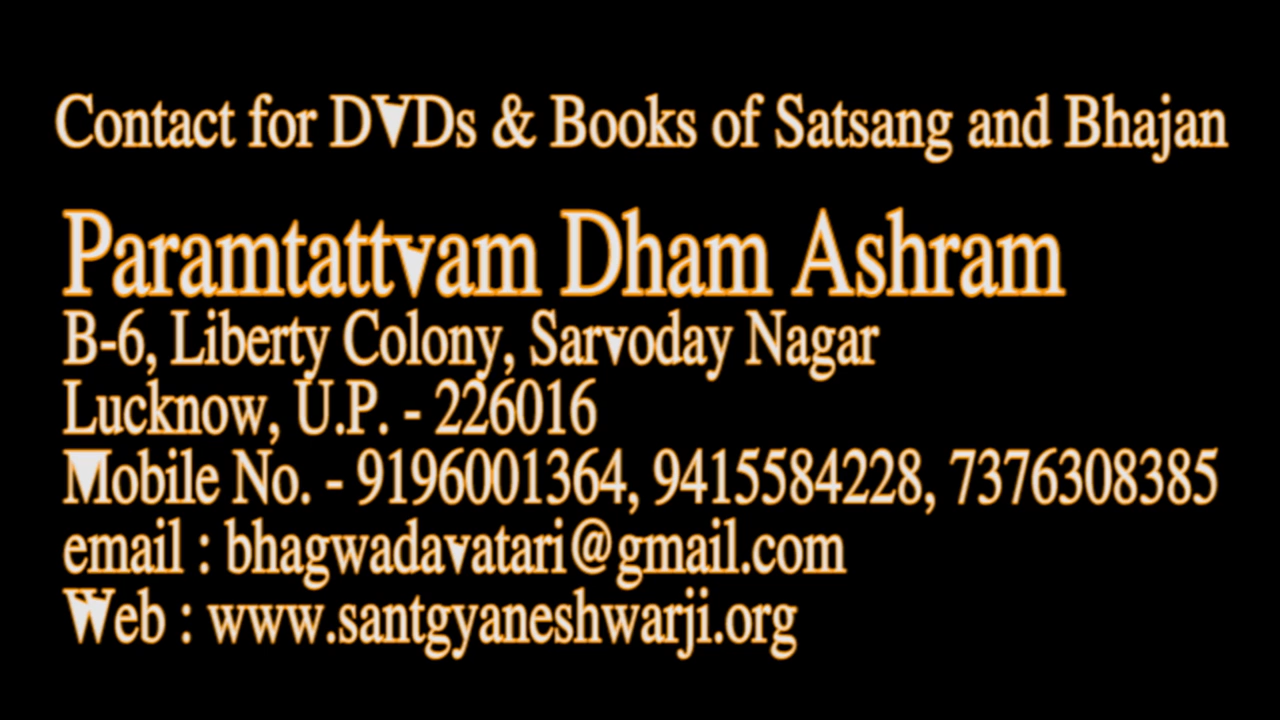 Contact for DVDs & Books of Satsang and Bhajan
Paramtattvam Dham Ashram
B-6, Liberty Colony, Sarvoday Nagar
Lucknow, U.P. - 226016
Mobile No. - 9196001364, 9415584228, 7376308385
email : bhagwadavatari@gmail.com
Web : www.santgyaneshwarji.org